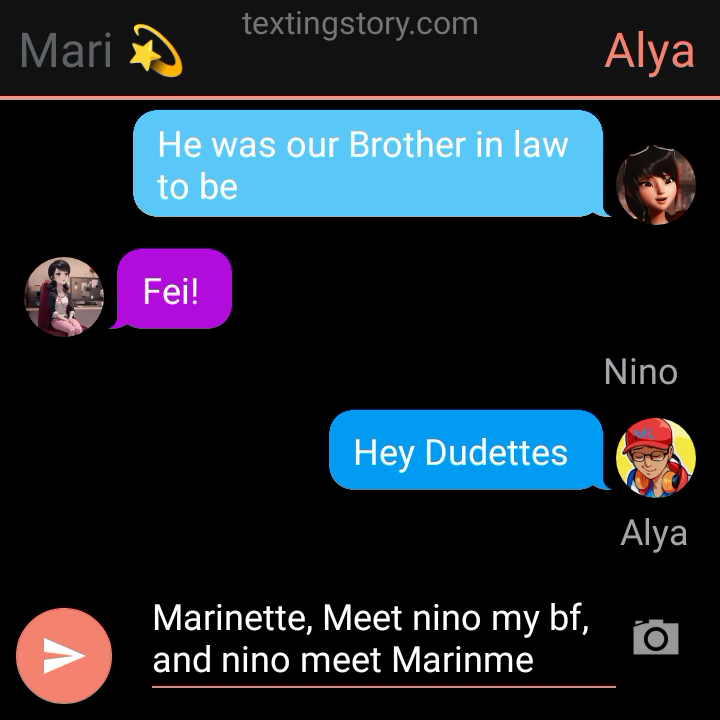 textingstory.com
Mari
Alya
He was our Brother in law
to be
Fei!
Nino
Hey Dudettes
Alya
Marinette, Meet nino my bf,
and nino meet Marinme